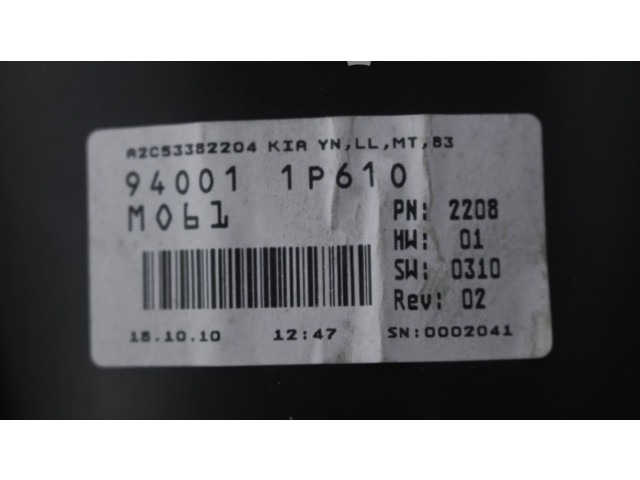 A2C53352204 KIA YN,LL,MT,B3
94001 1P610
M061
PN: 2208
HW: 01
SW: 0310
Rev: 02
18.10.10 12:47 SN:0002041